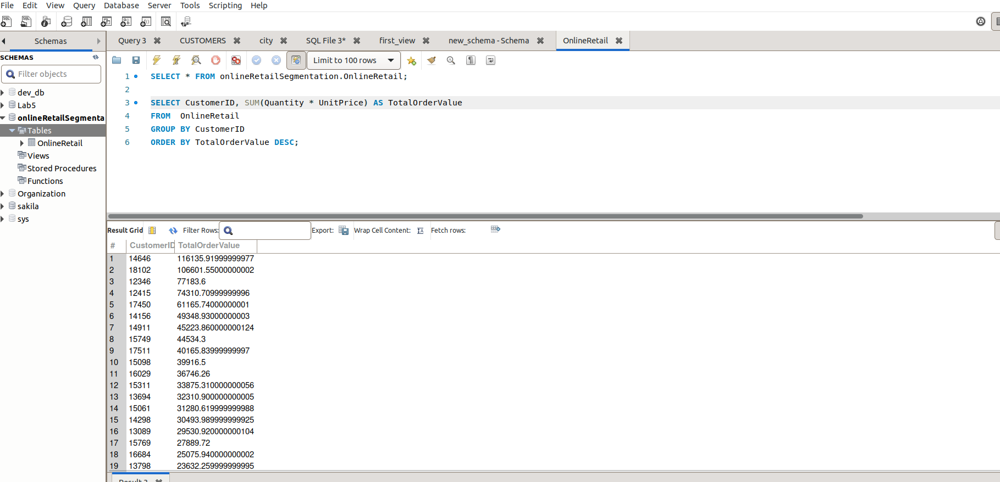 File Edit View Query Database Server Tools Scripting Help
Schemas
Query 3 CUSTOMERS city SQL File 3* first_view new_schema - Schema OnlineRetail
SCHEMAS
Filter objects
dev_db
Lab5
onlineRetailSegmenta
Tables
OnlineRetail
Views
Stored Procedures
Functions
Organization
sakila
sys
Limit to 100 rows
1 SELECT * FROM onlineRetailSegmentation.OnlineRetail;
2
3 SELECT CustomerID, SUM(Quantity * UnitPrice) AS TotalOrderValue
4 FROM  OnlineRetail
5 GROUP BY CustomerID
6 ORDER BY TotalOrderValue DESC;
Result Grid Filter Rows: Export: Wrap Cell Content: Fetch rows:
# CustomerID TotalOrderValue
1 14646 116135.91999999977
2 18102 106601.55000000002
3 12346 77183.6
4 12415 74310.70999999996
5 17450 61165.74000000001
6 14156 49348.93000000003
7 14911 45223.860000000124
8 15749 44534.3
9 17511 40165.83999999997
10 15098 39916.5
11 16029 36746.26
12 15311 33875.310000000056
13 13694 32310.900000000005
14 15061 31280.619999999988
15 14298 30493.989999999925
16 13089 29530.920000000104
17 15769 27889.72
18 16684 25075.940000000002
19 13798 23632.259999999995
Result